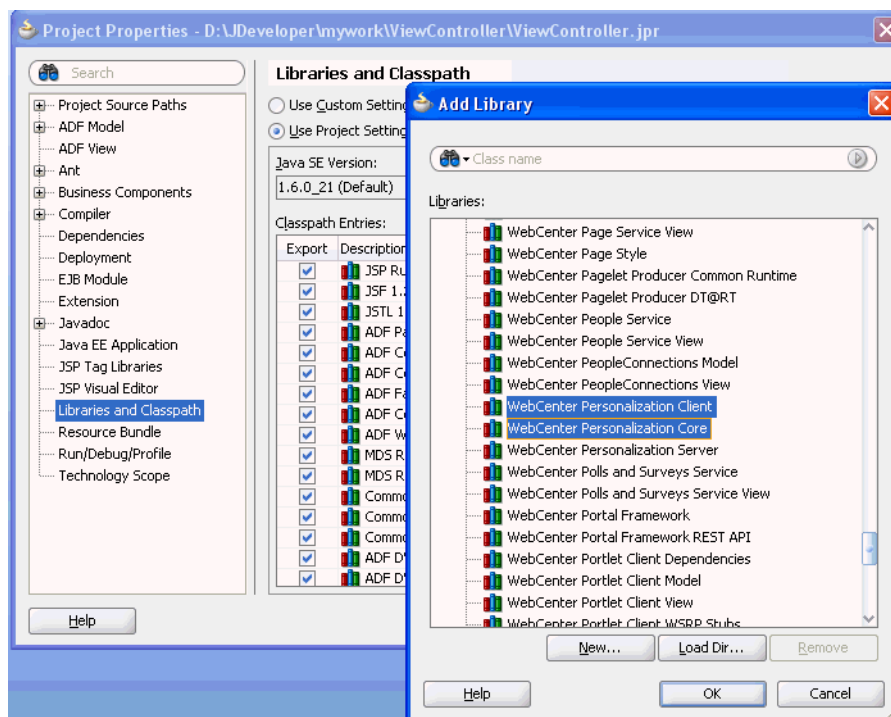 Project Properties - D:\JDeveloper\mywork\ViewController\ViewController.jpr
Search
Project Source Paths
ADF Model
ADF View
Ant
Business Components
Compiler
Dependencies
Deployment
EJB Module
Extension
Javadoc
Java EE Application
JSP Tag Libraries
JSP Visual Editor
Libraries and Classpath
Resource Bundle
Run/Debug/Profile
Technology Scope
Help
Libraries and Classpath
Use Custom Setting
Use Project Setting
Java SE Version:
1.6.0_21 (Default)
Classpath Entries:
Export Description
JSP Ru
JSF 1.2
JSTL 1
ADF Pa
ADF Co
ADF Co
ADF Fa
ADF Co
ADF W
MDS R
MDS R
Commo
Commo
Commo
ADF D
ADF D
Add Library
Class name
Libraries:
WebCenter Page Service View
WebCenter Page Style
WebCenter Pagelet Producer Common Runtime
WebCenter Pagelet Producer DT@RT
WebCenter People Service
WebCenter People Service View
WebCenter PeopleConnections Model
WebCenter PeopleConnections View
WebCenter Personalization Client
WebCenter Personalization Core
WebCenter Personalization Server
WebCenter Polls and Surveys Service
WebCenter Polls and Surveys Service View
WebCenter Portal Framework
WebCenter Portal Framework REST API
WebCenter Portlet Client Dependencies
WebCenter Portlet Client Model
WebCenter Portlet Client View
WebCenter Portlet Client WSRP Stubs
New... Load Dir... Remove
Help OK Cancel